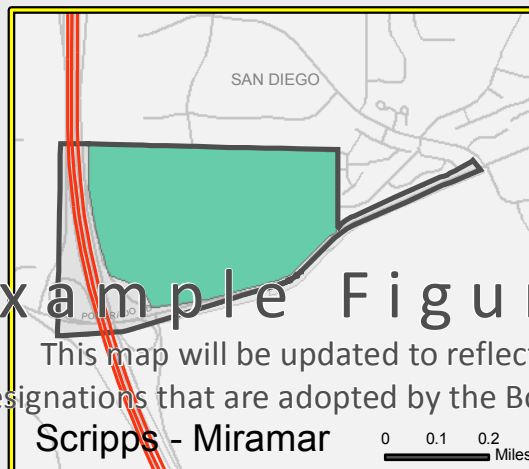 SAN DIEGO
xample Figur
This map will be updated to reflect
esignations that are adopted by the Bo
Scripps - Miramar
0 0.1 0.2
Miles